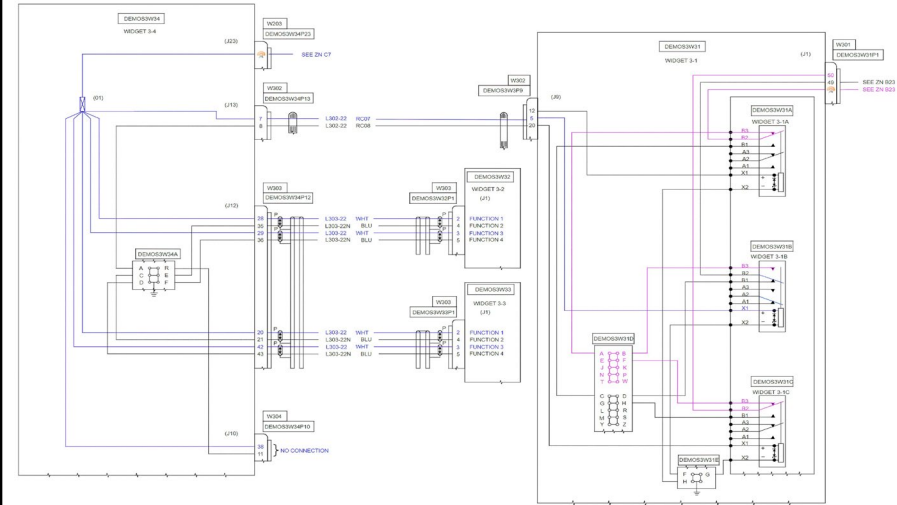 DEMOS3W34
WIDGET 3-4
(J23)
W203
DEMOS3W34P23
SEE ZN C7
(01)
(J13)
W302
DEMOS3W34P13
7 L302-22 RC07
8 L302-22 RC08
W302
DEMOS3W3P9
(J9)
12
5
20
(J12)
W303
DEMOS3W34P12
28 P L303-22 WHT
35 L303-22N BLU
29 P L303-22 WHT
36 L303-22N BLU
W303
DEMOS3W32P1
P
2 FUNCTION 1
4 FUNCTION 2
P
3 FUNCTION 3
5 FUNCTION 4
DEMOS3W32
WIDGET 3-2
(J1)
DEMOS3W34A
A R
C E
D F
20 P L303-22 WHT
21 L303-22N BLU
42 P L303-22 WHT
43 L303-22N BLU
W303
DEMOS3W33P1
P
2 FUNCTION 1
4 FUNCTION 2
P
3 FUNCTION 3
5 FUNCTION 4
DEMOS3W33
WIDGET 3-3
(J1)
(J10)
W304
DEMOS3W34P10
38
11
NO CONNECTION
DEMOS3W31
WIDGET 3-1
(J1)
W301
DEMOS3W31P1
50
49 SEE ZN B23
SEE ZN B23
DEMOS3W31A
WIDGET 3-1A
B3
B2
B1
A3
A2
A1
X1
X2
+
−
DEMOS3W31B
WIDGET 3-1B
B3
B2
B1
A3
A2
A1
X1
X2
+
−
DEMOS3W31D
A B
E F
J K
N P
T W
C D
G H
L R
M S
Y Z
DEMOS3W31C
WIDGET 3-1C
B3
B2
B1
A3
A2
A1
X1
X2
+
−
DEMOS3W31E
F G
H